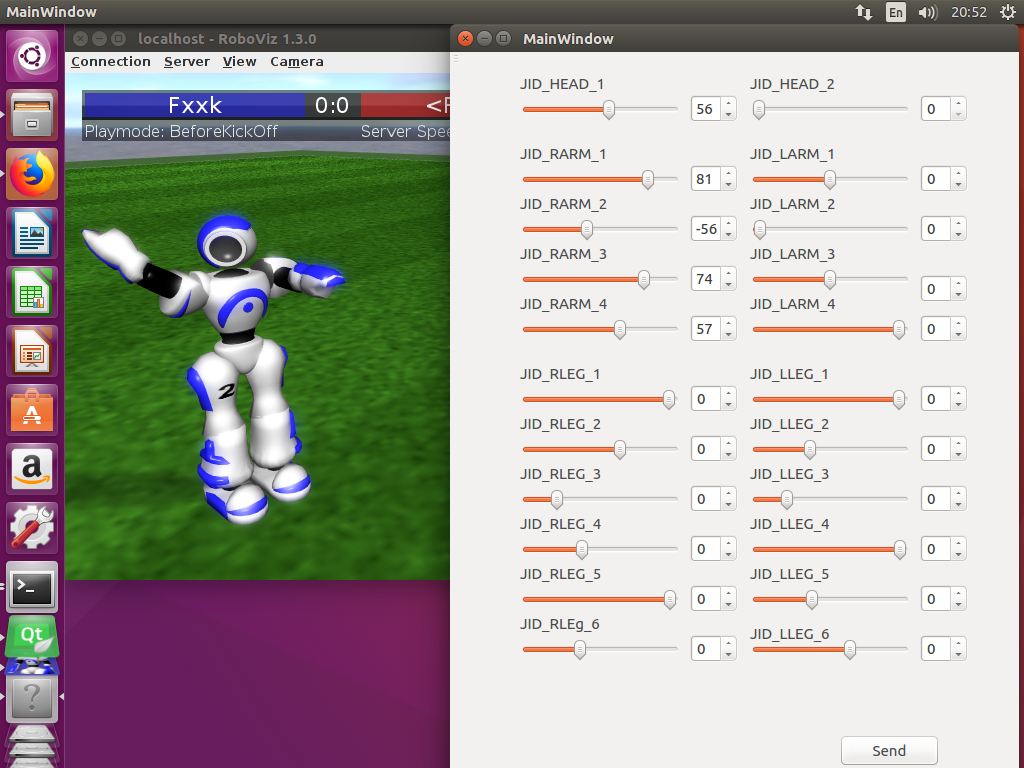 MainWindow
En
20:52
localhost - RoboViz 1.3.0
MainWindow
Connection Server View Camera
Fxxk 0:0
Playmode: BeforeKickOff Server
2
JID_HEAD_1 JID_HEAD_2
56 0
JID_RARM_1 JID_LARM_1
81 0
JID_RARM_2 JID_LARM_2
-56 0
JID_RARM_3 JID_LARM_3
74 0
JID_RARM_4 JID_LARM_4
57 0
JID_RLEG_1 JID_LLEG_1
0 0
JID_RLEG_2 JID_LLEG_2
0 0
JID_RLEG_3 JID_LLEG_3
0 0
JID_RLEG_4 JID_LLEG_4
0 0
JID_RLEG_5 JID_LLEG_5
0 0
JID_RLEg_6 JID_LLEG_6
0 0
Send
A
a
>_
Qt
?